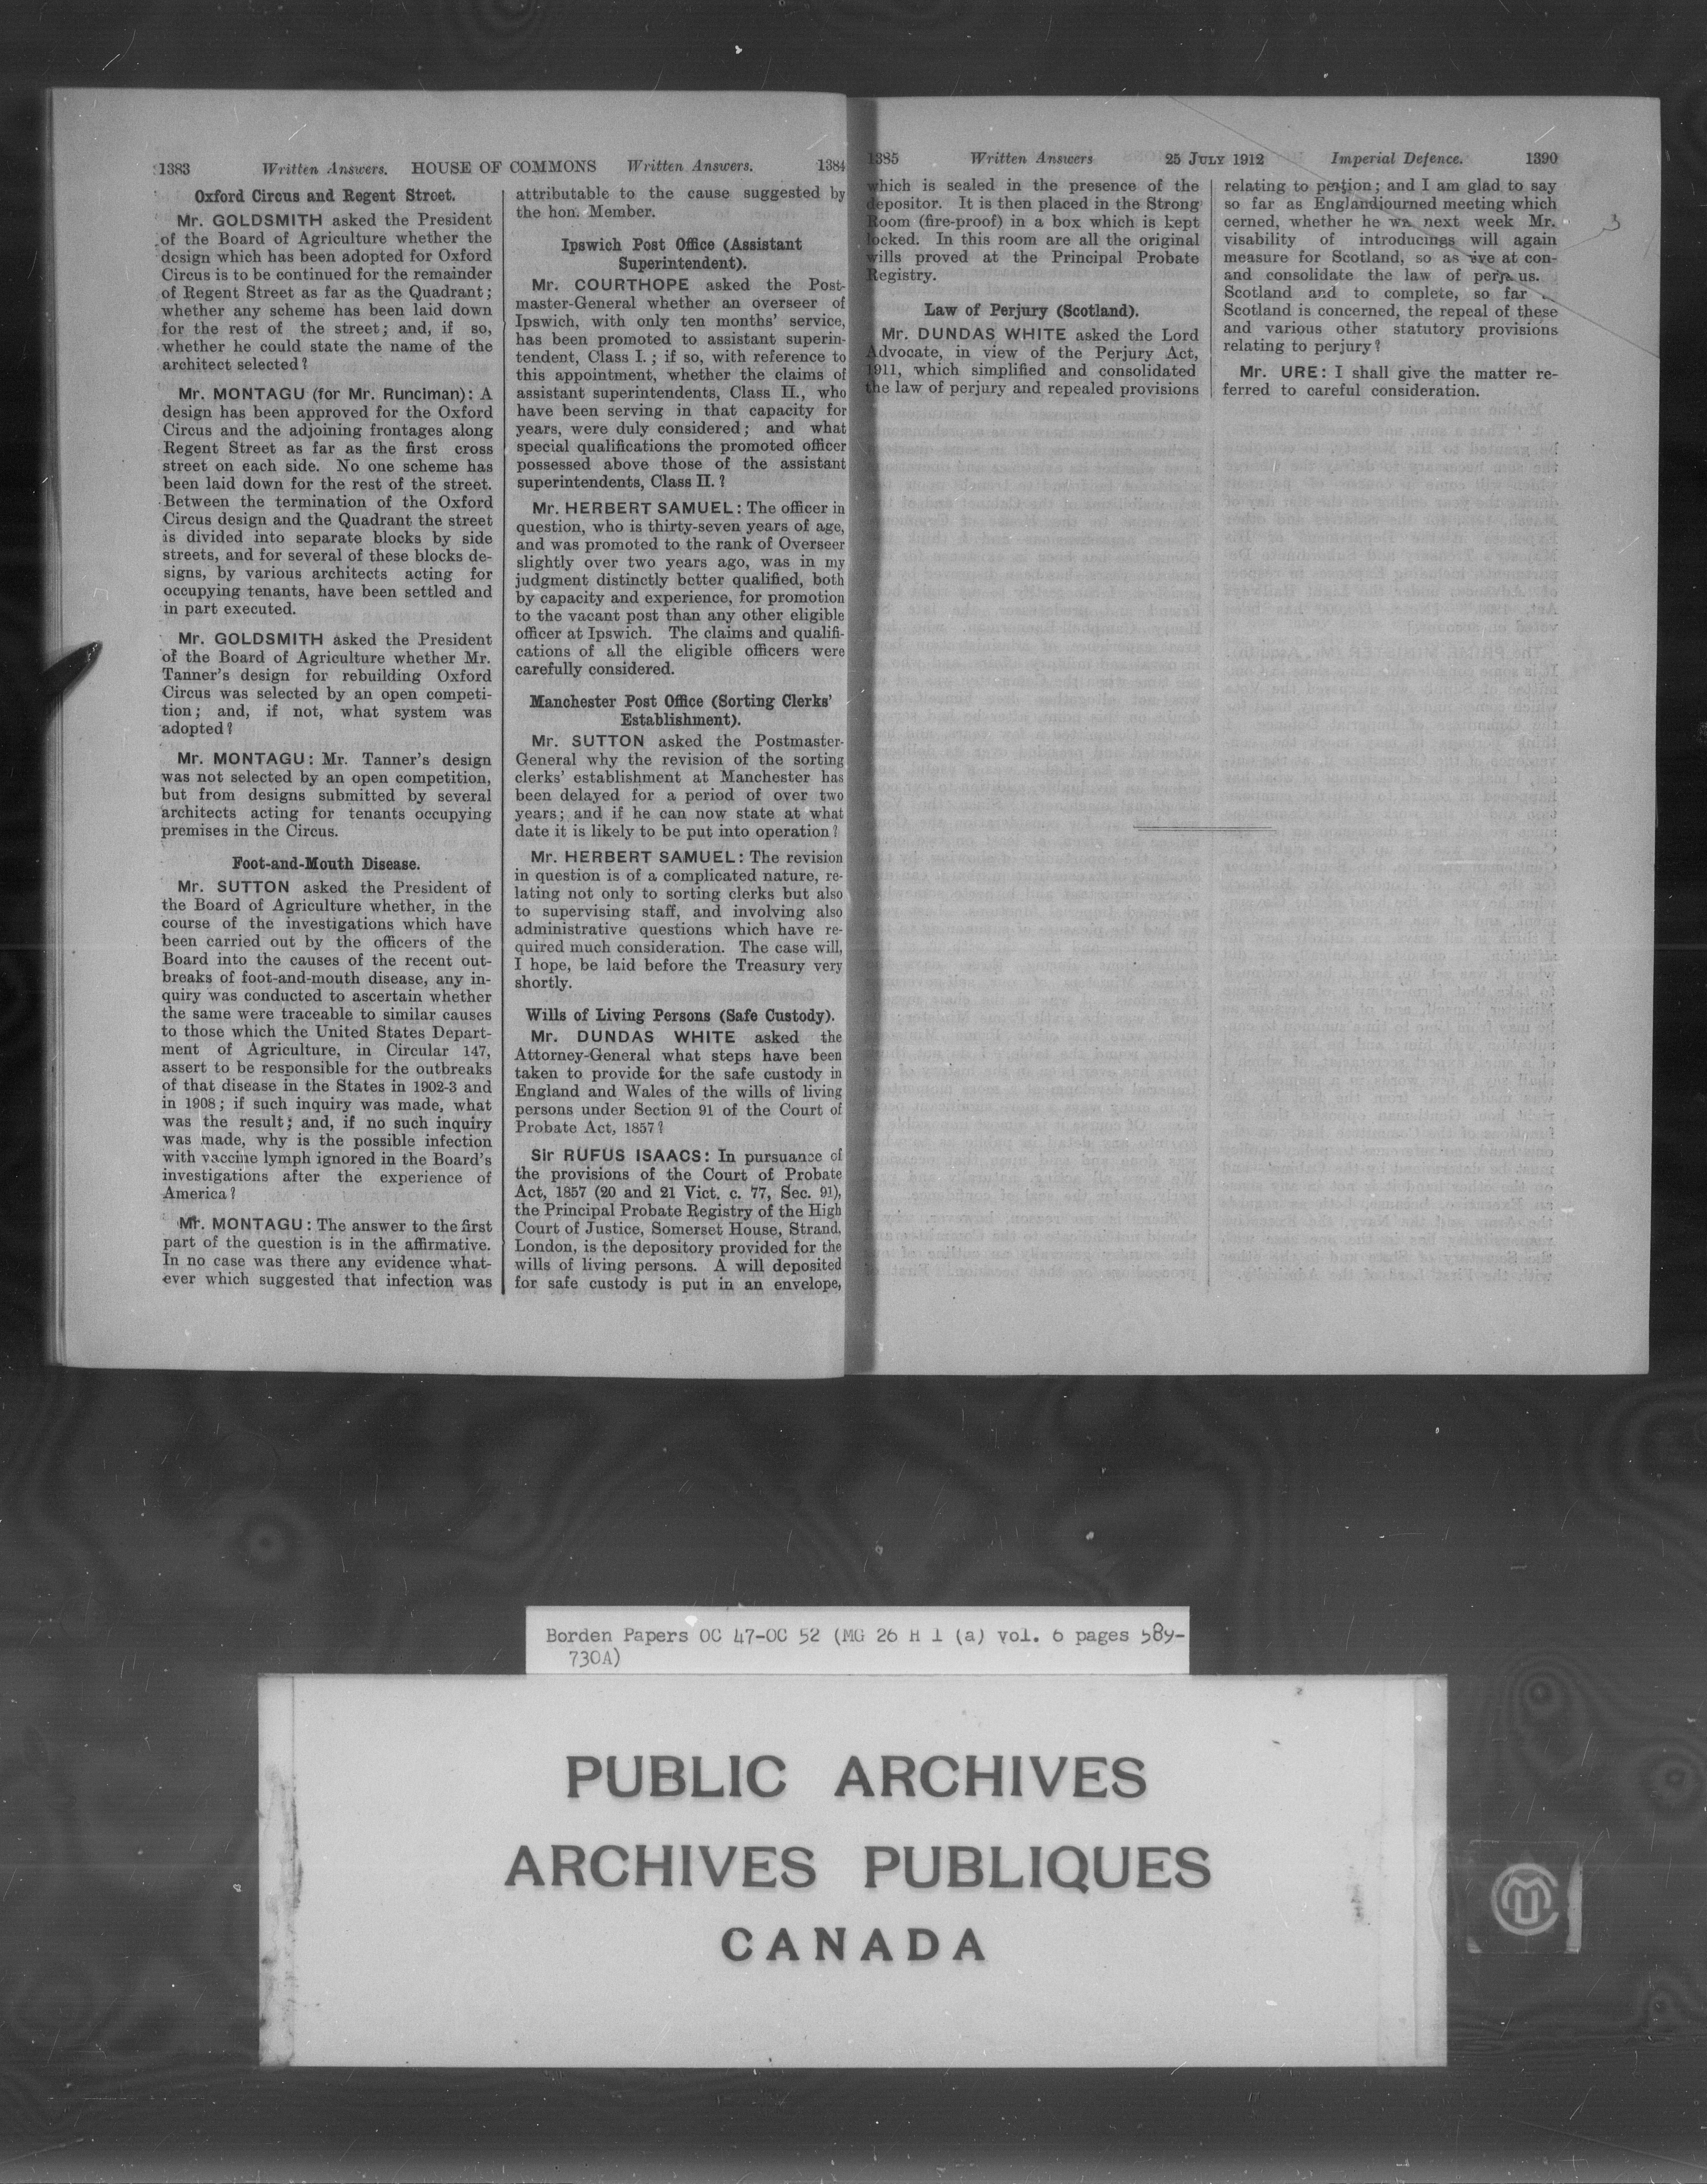 1383 Written Answers. HOUSE OF COMMONS Written Answers. 1384
Oxford Circus and Regent Street.
Mr. GOLDSMITH asked the President
of the Board of Agriculture whether the
design which has been adopted for Oxford
Circus is to be continued for the remainder
of Regent Street as far as the Quadrant;
whether any scheme has been laid down
for the rest of the street; and, if so,
whether he could state the name of the
architect selected?
Mr. MONTAGU (for Mr. Runciman): A
design has been approved for the Oxford
Circus and the adjoining frontages along
Regent Street as far as the first cross
street on each side. No one scheme has
been laid down for the rest of the street.
Between the termination of the Oxford
Circus design and the Quadrant the street
is divided into separate blocks by side
streets, and for several of these blocks de-
signs, by various architects acting for
occupying tenants, have been settled and
in part executed.
Mr. GOLDSMITH asked the President
of the Board of Agriculture whether Mr.
Tanner's design for rebuilding Oxford
Circus was selected by an open competi-
tion; and, if not, what system was
adopted?
Mr. MONTAGU: Mr. Tanner's design
was not selected by an open competition,
but from designs submitted by several
architects acting for tenants occupying
premises in the Circus.
Foot-and-Mouth Disease.
Mr. SUTTON asked the President of
the Board of Agriculture whether, in the
course of the investigations which have
been carried out by the officers of the
Board into the causes of the recent out-
breaks of foot-and-mouth disease, any in-
quiry was conducted to ascertain whether
the same were traceable to similar causes
to those which the United States Depart-
ment of Agriculture, in Circular 147,
assert to be responsible for the outbreaks
of that disease in the States in 1902-3 and
in 1908; if such inquiry was made, what
was the result; and, if no such inquiry
was made, why is the possible infection
with vaccine lymph ignored in the Board's
investigations after the experience of
America?
Mr. MONTAGU: The answer to the first
part of the question is in the affirmative.
In no case was there any evidence what-
ever which suggested that infection was
attributable to the cause suggested by
the hon. Member.
Ipswich Post Office (Assistant
Superintendent).
Mr. COURTHOPE asked the Post-
master-General whether an overseer of
Ipswich, with only ten months' service,
has been promoted to assistant superin-
tendent, Class I.; if so, with reference to
this appointment, whether the claims of
assistant superintendents, Class II., who
have been serving in that capacity for
years, were duly considered; and what
special qualifications the promoted officer
possessed above those of the assistant
superintendents, Class II.?
Mr. HERBERT SAMUEL: The officer in
question, who is thirty-seven years of age,
and was promoted to the rank of Overseer
slightly over two years ago, was in my
judgment distinctly better qualified, both
by capacity and experience, for promotion
to the vacant post than any other eligible
officer at Ipswich. The claims and qualifi-
cations of all the eligible officers were
carefully considered.
Manchester Post Office (Sorting Clerks'
Establishment).
Mr. SUTTON asked the Postmaster-
General why the revision of the sorting
clerks' establishment at Manchester has
been delayed for a period of over two
years; and if he can now state at what
date it is likely to be put into operation?
Mr. HERBERT SAMUEL: The revision
in question is of a complicated nature, re-
lating not only to sorting clerks but also
to supervising staff, and involving also
administrative questions which have re-
quired much consideration. The case will,
I hope, be laid before the Treasury very
shortly.
Wills of Living Persons (Safe Custody).
Mr. DUNDAS WHITE asked the
Attorney-General what steps have been
taken to provide for the safe custody in
England and Wales of the wills of living
persons under Section 91 of the Court of
Probate Act, 1857?
Sir RUFUS ISAACS: In pursuance of
the provisions of the Court of Probate
Act, 1857 (20 and 21 Vict. c. 77, Sec. 91),
the Principal Probate Registry of the High
Court of Justice, Somerset House, Strand,
London, is the depository provided for the
wills of living persons. A will deposited
for safe custody is put in an envelope,
1385 Written Answers 25 JULY 1912 Imperial Defence. 1390
which is sealed in the presence of the
depositor. It is then placed in the Strong
Room (fire-proof) in a box which is kept
locked. In this room are all the original
wills proved at the Principal Probate
Registry.
Law of Perjury (Scotland).
Mr. DUNDAS WHITE asked the Lord
Advocate, in view of the Perjury Act,
1911, which simplified and consolidated
the law of perjury and repealed provisions
relating to petition; and I am glad to say
so far as Englandjourned meeting which
cerned, whether he wn next week Mr.
visability of introducings will again
measure for Scotland, so as ive at con-
and consolidate the law of perjn us.
Scotland and to complete, so far
Scotland is concerned, the repeal of these
and various other statutory provisions
relating to perjury?
Mr. URE: I shall give the matter re-
ferred to careful consideration.
Borden Papers OC 47-OC 52 (MG 26 H 1 (a) vol. 6 pages 589-
730A)
PUBLIC ARCHIVES
ARCHIVES PUBLIQUES
CANADA